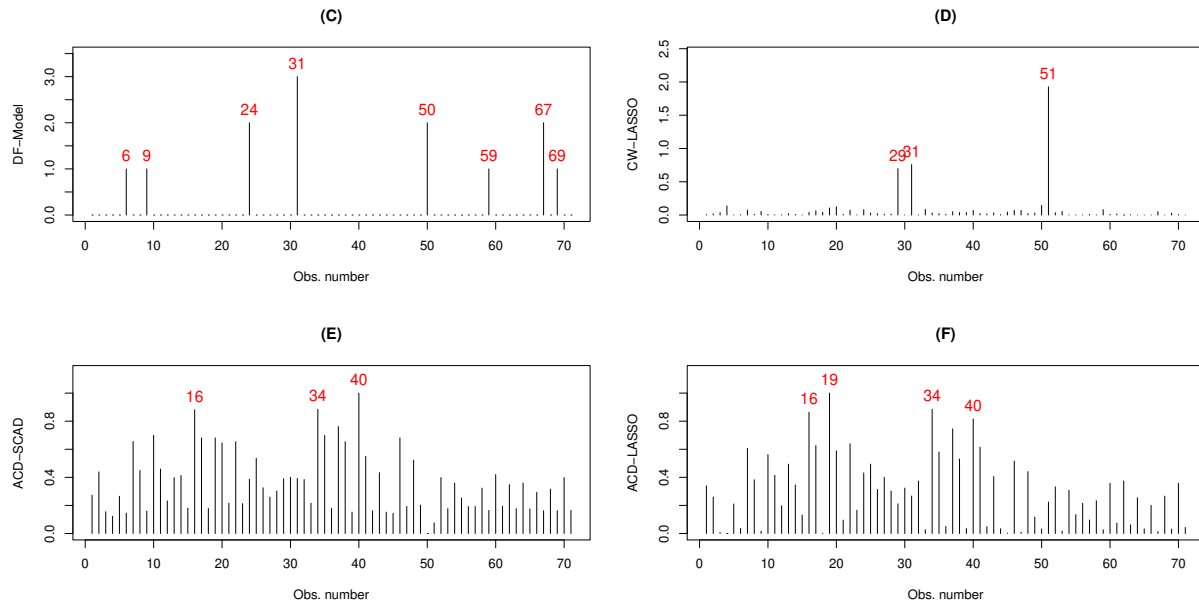 (C)
DF-Model
0.0 1.0 2.0 3.0
6 9 24 31 50 59 67 69
0 10 20 30 40 50 60 70
Obs. number
(D)
CW-LASSO
0.0 0.5 1.0 1.5 2.0 2.5
29 31 51
0 10 20 30 40 50 60 70
Obs. number
(E)
ACD-SCAD
0.0 0.4 0.8
16 34 40
0 10 20 30 40 50 60 70
Obs. number
(F)
ACD-LASSO
0.0 0.4 0.8
16 19 34 40
0 10 20 30 40 50 60 70
Obs. number